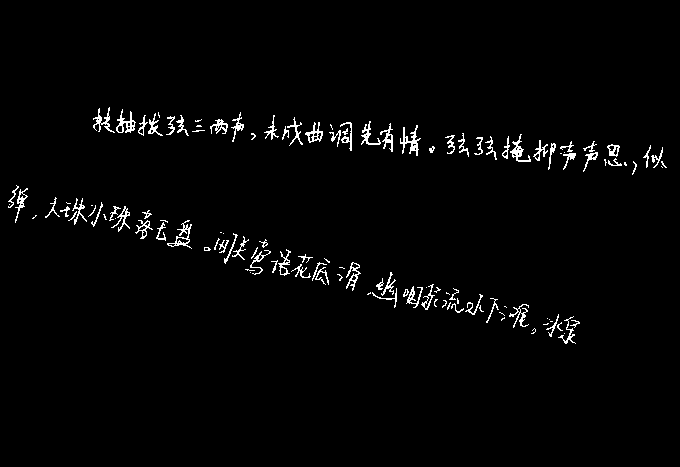 转轴拨弦三两声,未成曲调先有情。弦弦掩抑声声思,似
弹,大珠小珠落玉盘。间关莺语花底滑幽咽泉流水下滩,冰泉